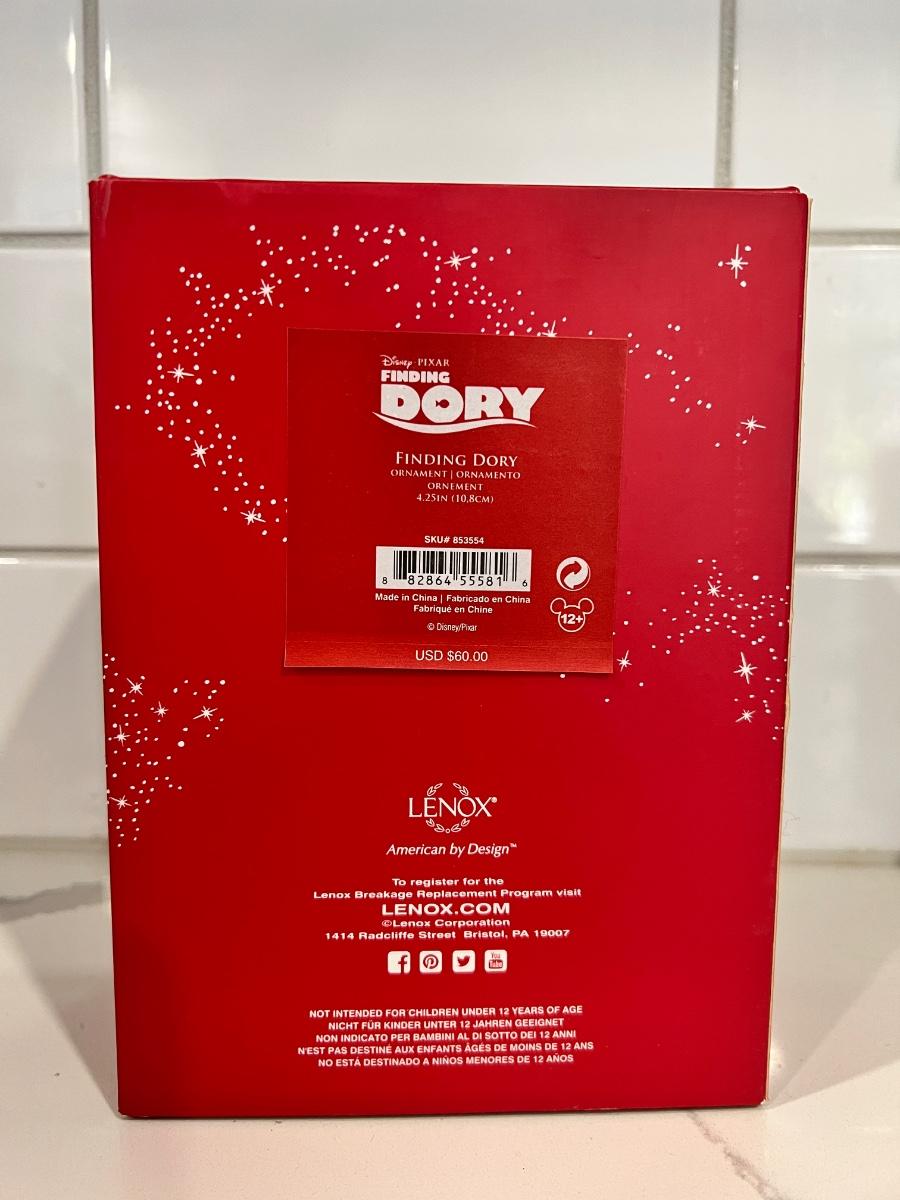 Disney · PIXAR
FINDING
DORY
FINDING DORY
ORNAMENT | ORNAMENTO
ORNEMENT
4.25IN (10,8CM)
SKU# 853554
8 82864 55581 6
Made in China | Fabricado en China
Fabriqué en Chine
© Disney/Pixar
12+
USD $60.00
LENOX®
American by Design™
To register for the
Lenox Breakage Replacement Program visit
LENOX.COM
©Lenox Corporation
1414 Radcliffe Street Bristol, PA 19007
You
Tube
NOT INTENDED FOR CHILDREN UNDER 12 YEARS OF AGE
NICHT FÜR KINDER UNTER 12 JAHREN GEEIGNET
NON INDICATO PER BAMBINI AL DI SOTTO DEI 12 ANNI
N'EST PAS DESTINÉ AUX ENFANTS ÂGÉS DE MOINS DE 12 ANS
NO ESTÁ DESTINADO A NIÑOS MENORES DE 12 AÑOS